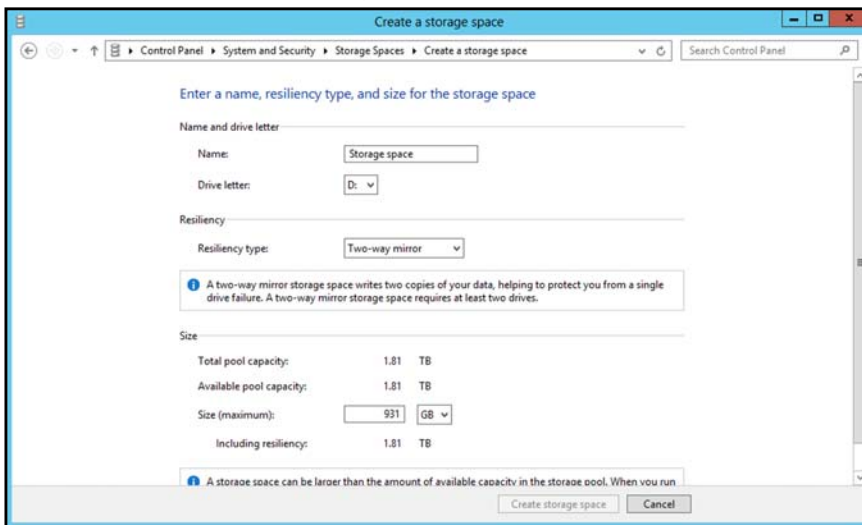 Create a storage space
Control Panel ▸ System and Security ▸ Storage Spaces ▸ Create a storage space
Search Control Panel
Enter a name, resiliency type, and size for the storage space
Name and drive letter
Name: Storage space
Drive letter: D:
Resiliency
Resiliency type: Two-way mirror
A two-way mirror storage space writes two copies of your data, helping to protect you from a single
drive failure. A two-way mirror storage space requires at least two drives.
Size
Total pool capacity: 1.81 TB
Available pool capacity: 1.81 TB
Size (maximum): 931 GB
Including resiliency: 1.81 TB
A storage space can be larger than the amount of available capacity in the storage pool. When you run
Create storage space Cancel